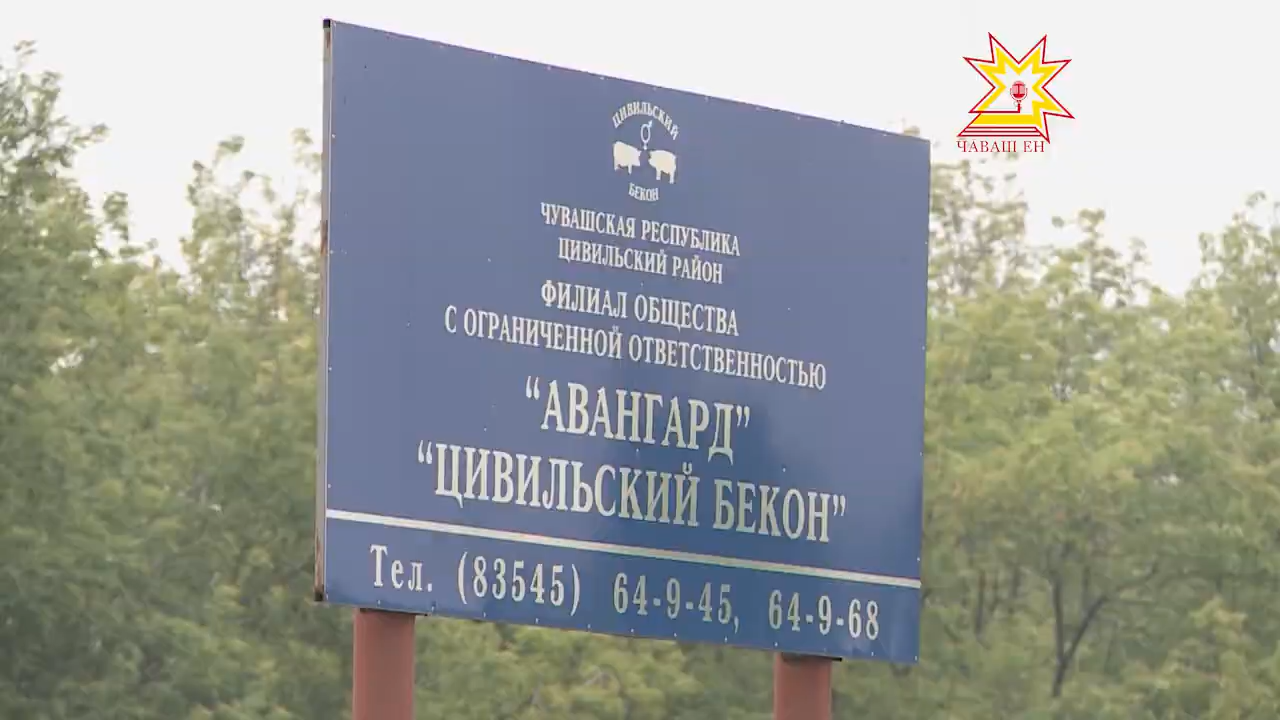 ЧӐВАШ ЕН
ЦИВИЛЬСКИЙ
БЕКОН
ЧУВАШСКАЯ РЕСПУБЛИКА
ЦИВИЛЬСКИЙ РАЙОН
ФИЛИАЛ ОБЩЕСТВА
С ОГРАНИЧЕННОЙ ОТВЕТСТВЕННОСТЬЮ
“АВАНГАРД”
“ЦИВИЛЬСКИЙ БЕКОН”
Тел. (83545) 64-9-45, 64-9-68